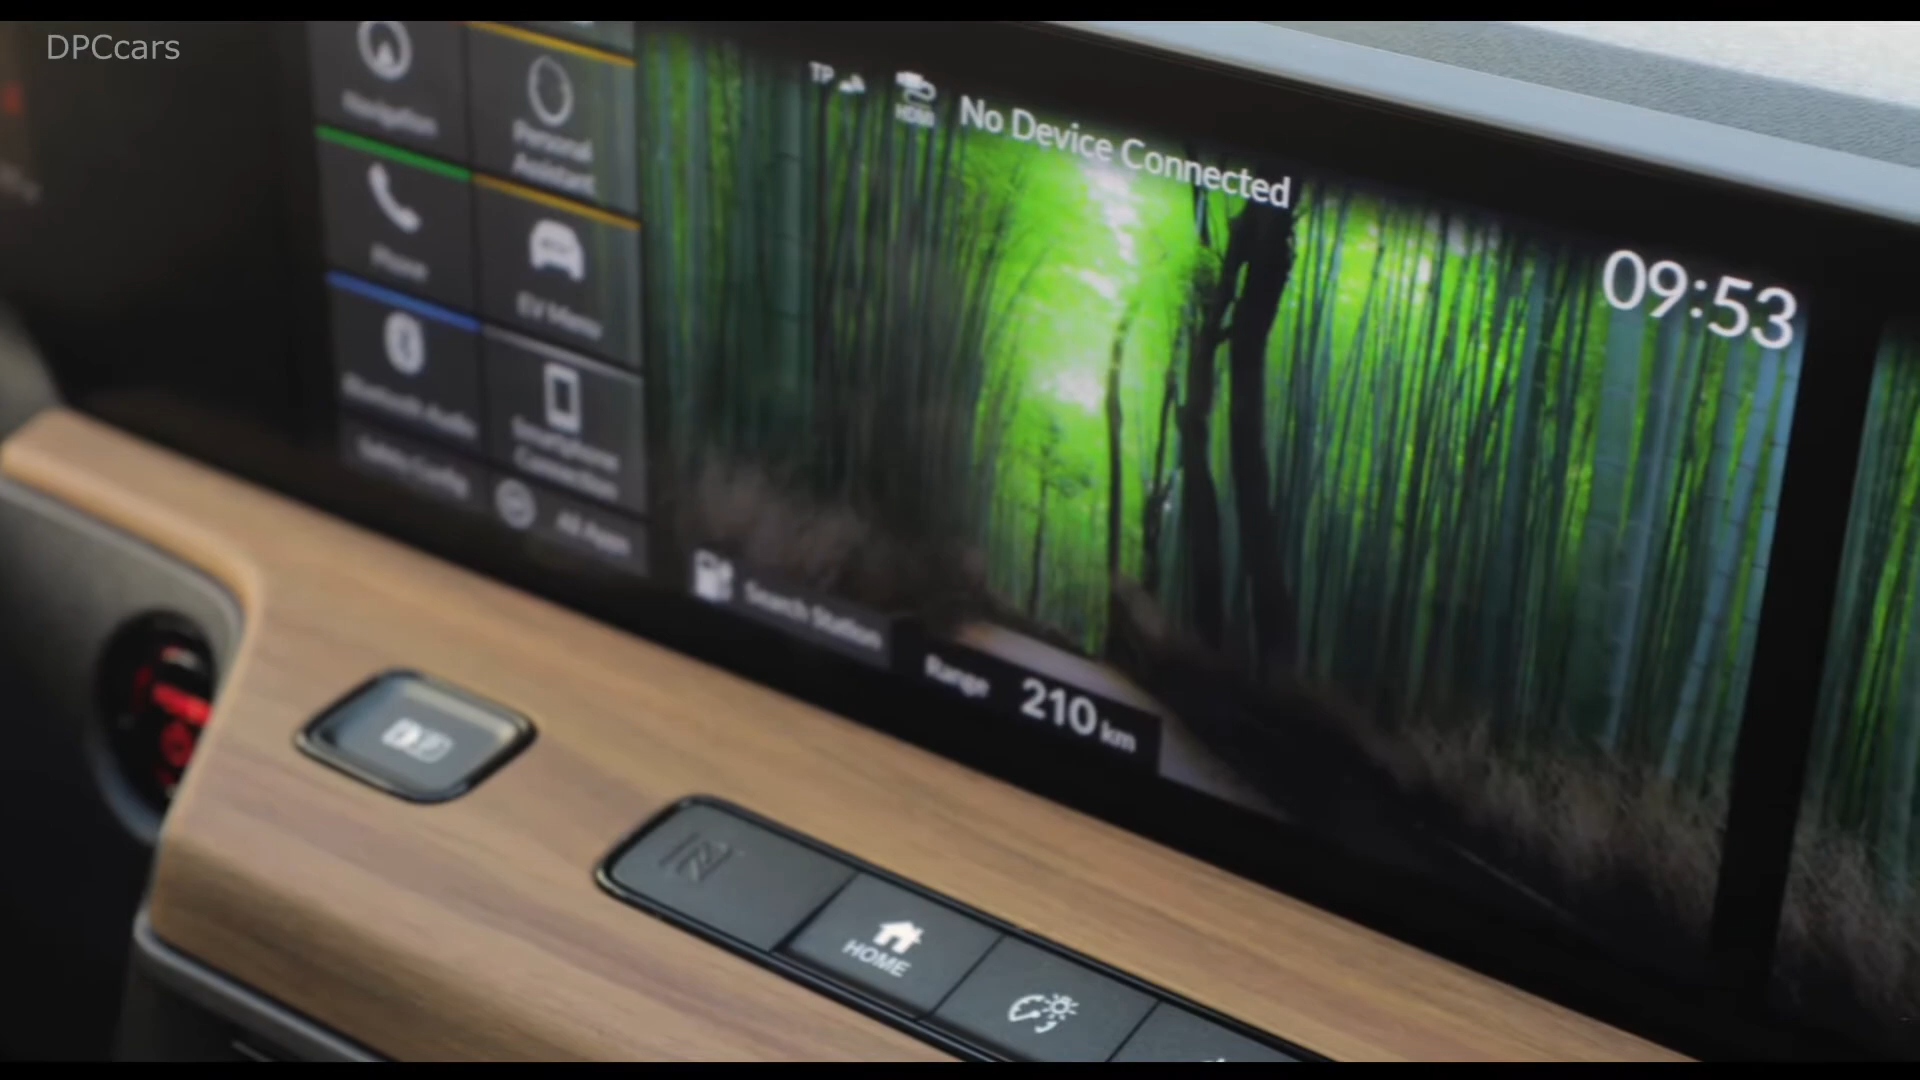 DPCcars
Navigation
Personal
Assistant
Phone
EV Menu
Bluetooth Audio
Smartphone
Connection
All Apps
TP
HDMI
No Device Connected
09:53
Search Station
Range 210 km
HOME